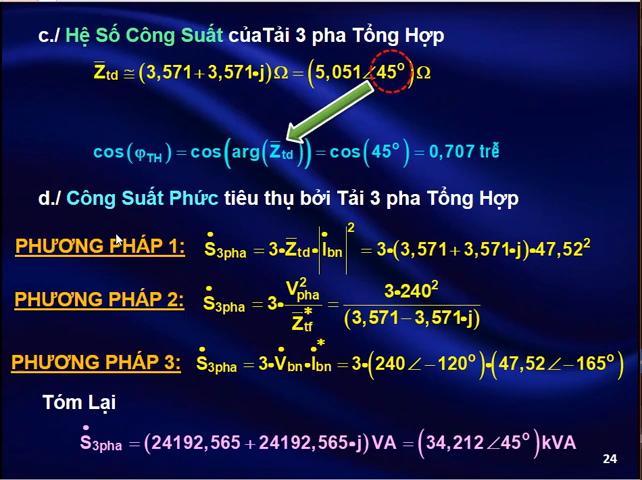 c./ Hệ Số Công Suất củaTải 3 pha Tổng Hợp
Z̄td ≅ (3,571+3,571•j)Ω = (5,051∠45°)Ω
cos(φTH) = cos(arg(Z̄td)) = cos(45°) = 0,707 trễ
d./ Công Suất Phức tiêu thụ bởi Tải 3 pha Tổng Hợp
PHƯƠNG PHÁP 1: Ṡ3pha = 3•Z̄td•|İbn|² = 3•(3,571+3,571•j)•47,52²
PHƯƠNG PHÁP 2: Ṡ3pha = 3•V²pha/Z̄*tf = 3•240²/(3,571−3,571•j)
PHƯƠNG PHÁP 3: Ṡ3pha = 3•V̇bn•İ*bn = 3•(240∠−120°)•(47,52∠−165°)
Tóm Lại
Ṡ3pha = (24192,565+24192,565•j)VA = (34,212∠45°)kVA
24